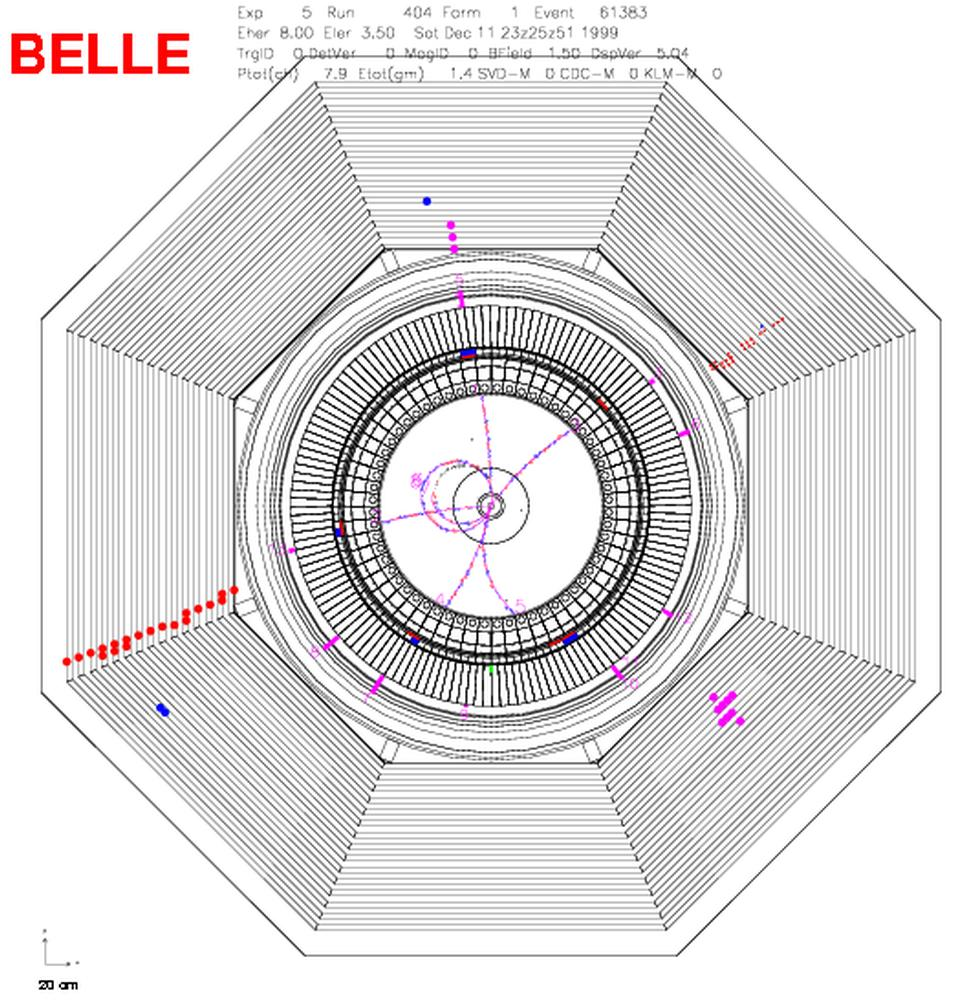 BELLE
Exp 5 Run 404 Farm 1 Event 61383
Eher 8.00 Eler 3.50 Sat Dec 11 23z25z51 1999
TrgID 0 DetVer 0 MagID 0 BField 1.50 DspVer 5.04
Ptot(ch) 7.9 Etot(gm) 1.4 SVD-M 0 CDC-M 0 KLM-M 0
20 cm